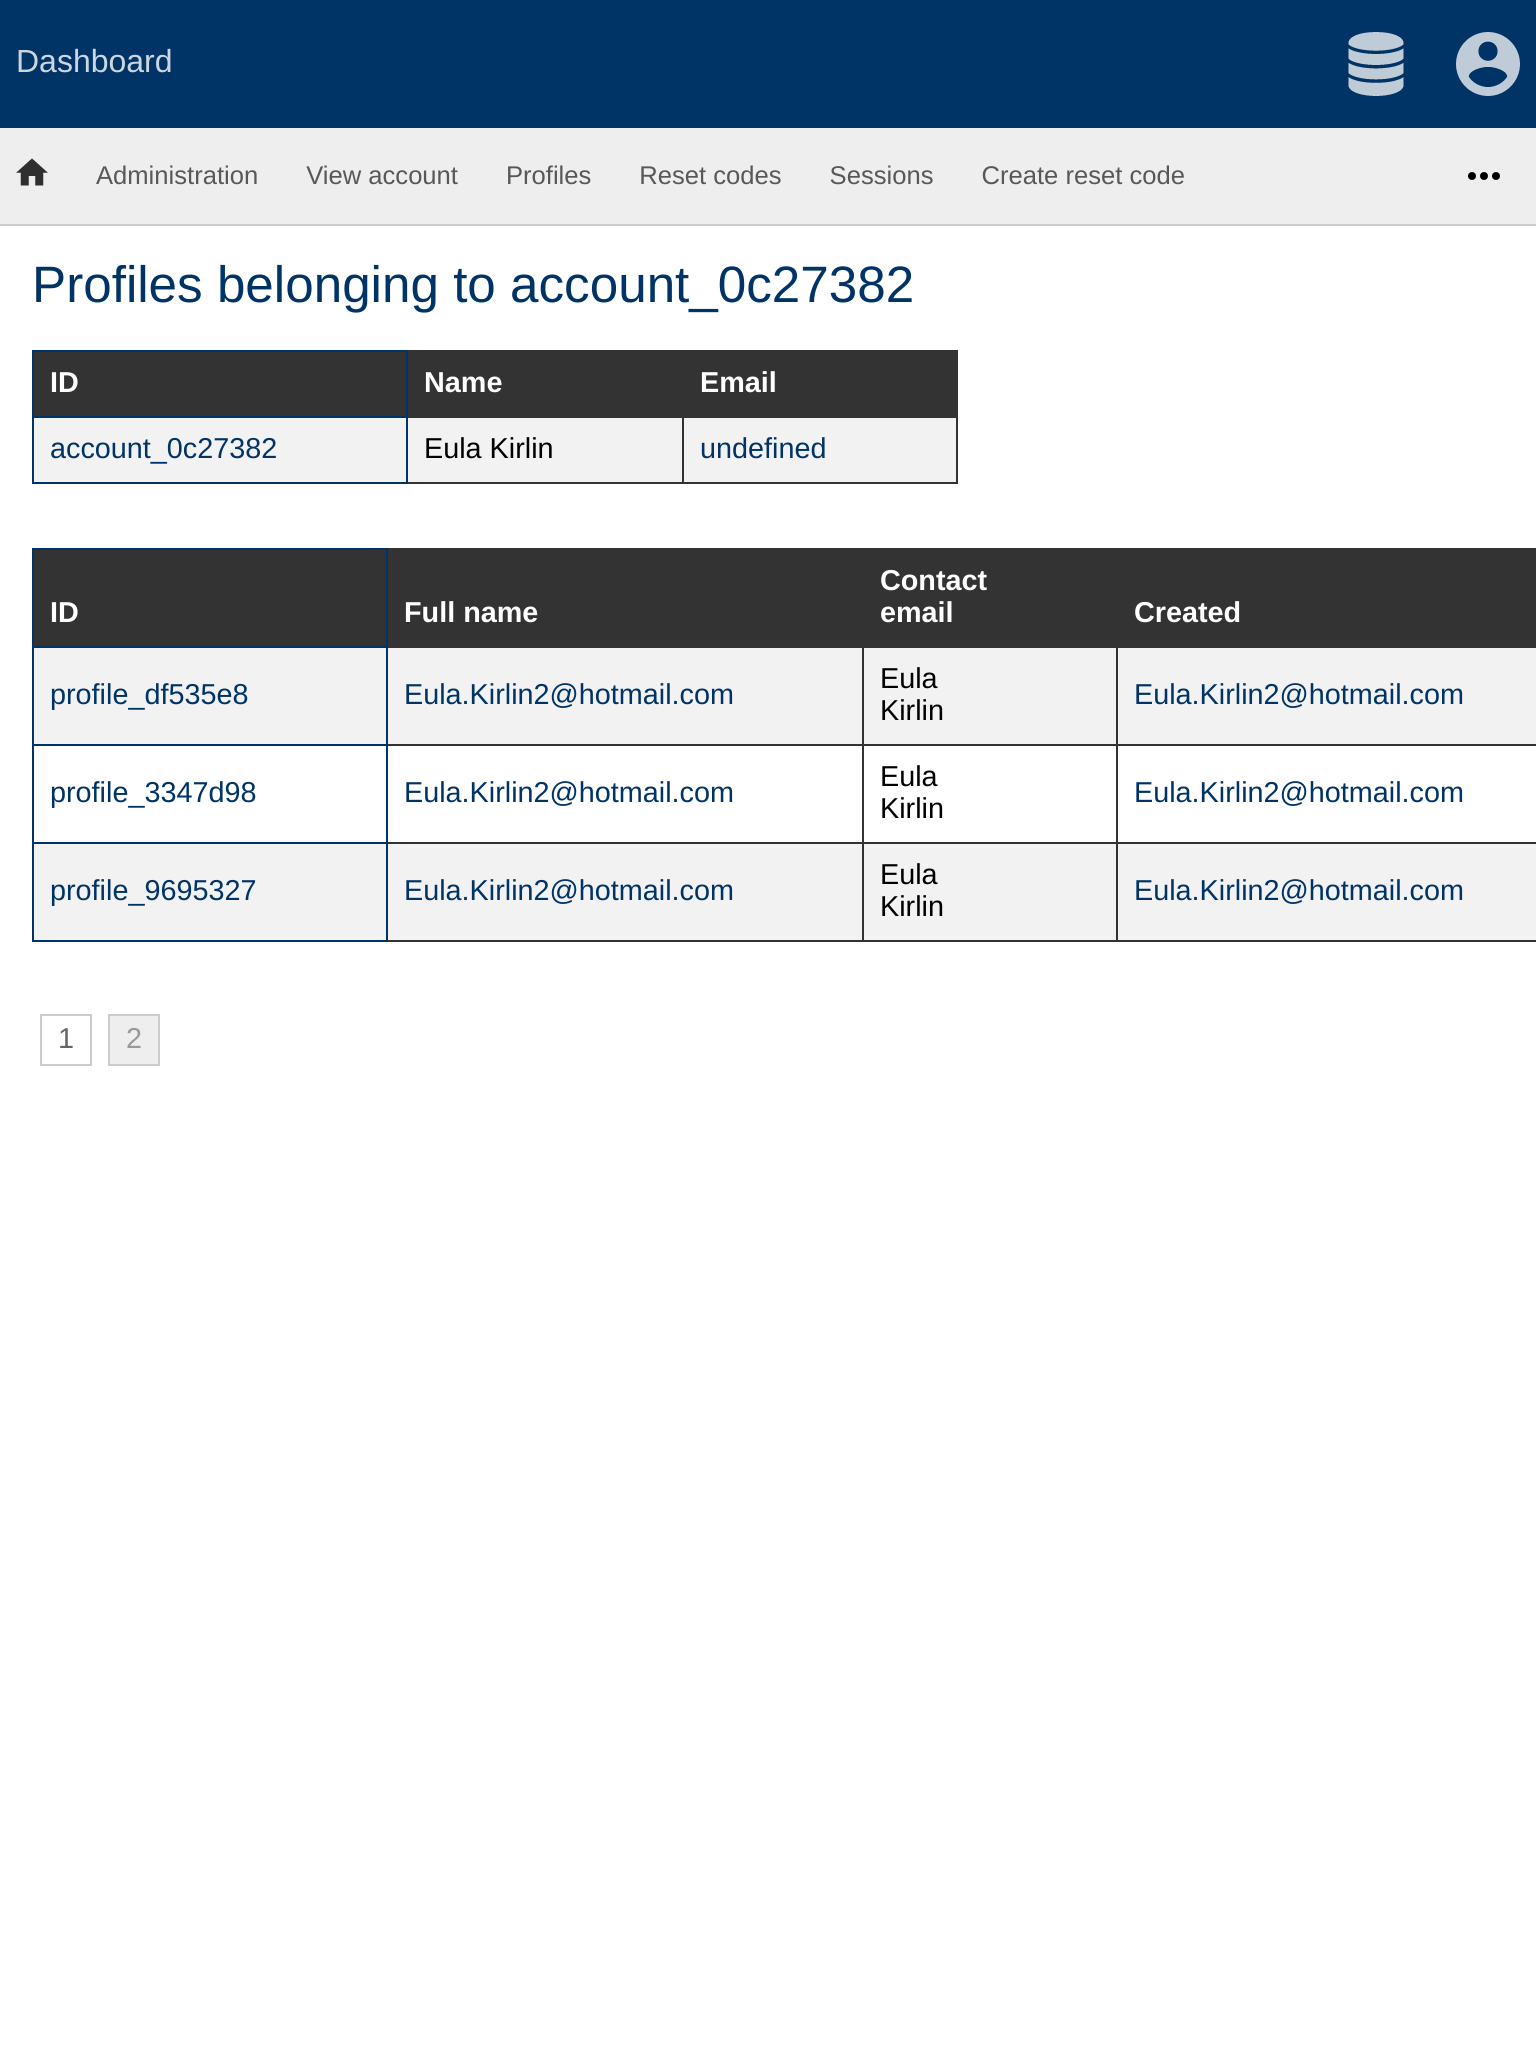 Dashboard
Administration View account Profiles Reset codes Sessions Create reset code
Profiles belonging to account_0c27382
ID Name Email
account_0c27382 Eula Kirlin undefined
ID Full name Contact email Created
profile_df535e8 Eula.Kirlin2@hotmail.com Eula Kirlin Eula.Kirlin2@hotmail.com
profile_3347d98 Eula.Kirlin2@hotmail.com Eula Kirlin Eula.Kirlin2@hotmail.com
profile_9695327 Eula.Kirlin2@hotmail.com Eula Kirlin Eula.Kirlin2@hotmail.com
1 2